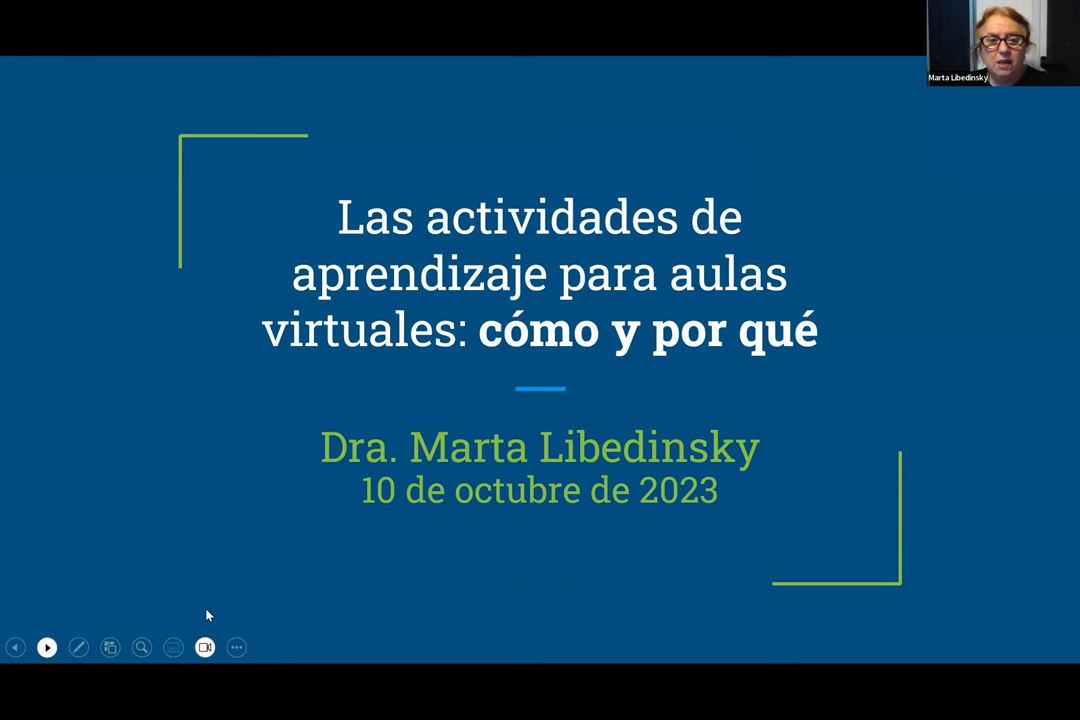 Marta Libedinsky
Las actividades de
aprendizaje para aulas
virtuales: cómo y por qué
Dra. Marta Libedinsky
10 de octubre de 2023